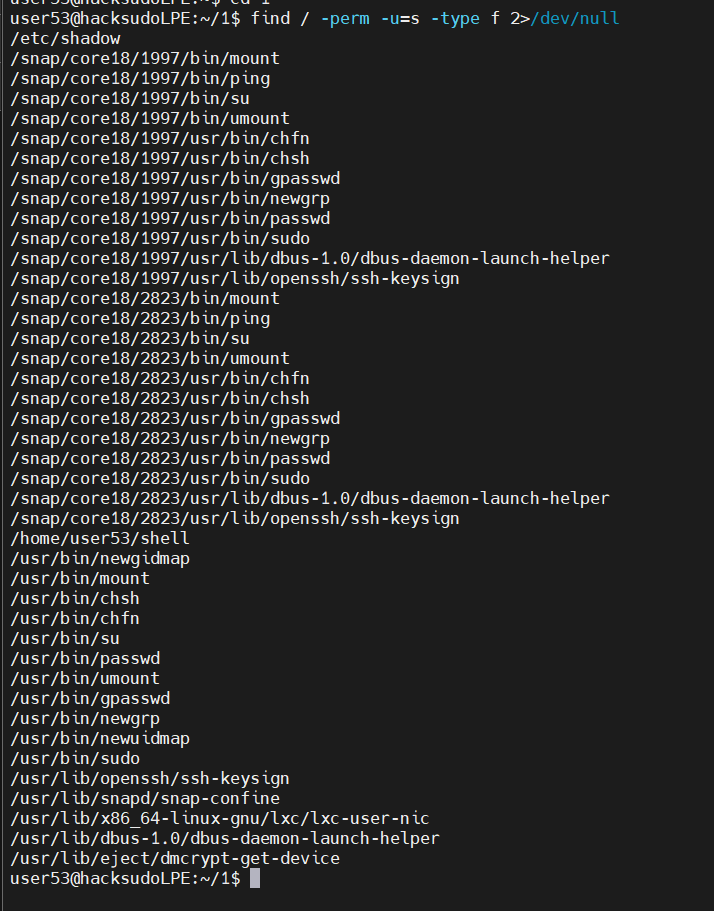 user53@hacksudoLPE:~/1$ find / -perm -u=s -type f 2>/dev/null
/etc/shadow
/snap/core18/1997/bin/mount
/snap/core18/1997/bin/ping
/snap/core18/1997/bin/su
/snap/core18/1997/bin/umount
/snap/core18/1997/usr/bin/chfn
/snap/core18/1997/usr/bin/chsh
/snap/core18/1997/usr/bin/gpasswd
/snap/core18/1997/usr/bin/newgrp
/snap/core18/1997/usr/bin/passwd
/snap/core18/1997/usr/bin/sudo
/snap/core18/1997/usr/lib/dbus-1.0/dbus-daemon-launch-helper
/snap/core18/1997/usr/lib/openssh/ssh-keysign
/snap/core18/2823/bin/mount
/snap/core18/2823/bin/ping
/snap/core18/2823/bin/su
/snap/core18/2823/bin/umount
/snap/core18/2823/usr/bin/chfn
/snap/core18/2823/usr/bin/chsh
/snap/core18/2823/usr/bin/gpasswd
/snap/core18/2823/usr/bin/newgrp
/snap/core18/2823/usr/bin/passwd
/snap/core18/2823/usr/bin/sudo
/snap/core18/2823/usr/lib/dbus-1.0/dbus-daemon-launch-helper
/snap/core18/2823/usr/lib/openssh/ssh-keysign
/home/user53/shell
/usr/bin/newgidmap
/usr/bin/mount
/usr/bin/chsh
/usr/bin/chfn
/usr/bin/su
/usr/bin/passwd
/usr/bin/umount
/usr/bin/gpasswd
/usr/bin/newgrp
/usr/bin/newuidmap
/usr/bin/sudo
/usr/lib/openssh/ssh-keysign
/usr/lib/snapd/snap-confine
/usr/lib/x86_64-linux-gnu/lxc/lxc-user-nic
/usr/lib/dbus-1.0/dbus-daemon-launch-helper
/usr/lib/eject/dmcrypt-get-device
user53@hacksudoLPE:~/1$